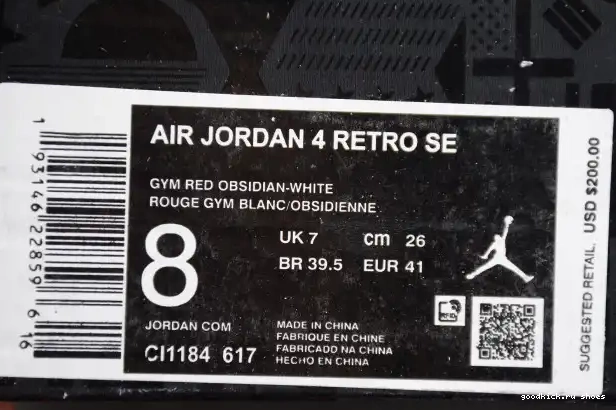 AIR JORDAN 4 RETRO SE
GYM RED OBSIDIAN-WHITE
ROUGE GYM BLANC/OBSIDIENNE
8
UK 7 cm 26
BR 39.5 EUR 41
JORDAN COM
CI1184 617
MADE IN CHINA
FABRIQUE EN CHINE
FABRICADO NA CHINA
HECHO EN CHINA
1 93146 22859 6 16
SUGGESTED RETAIL. USD $200.00
goodkick.ru shoes